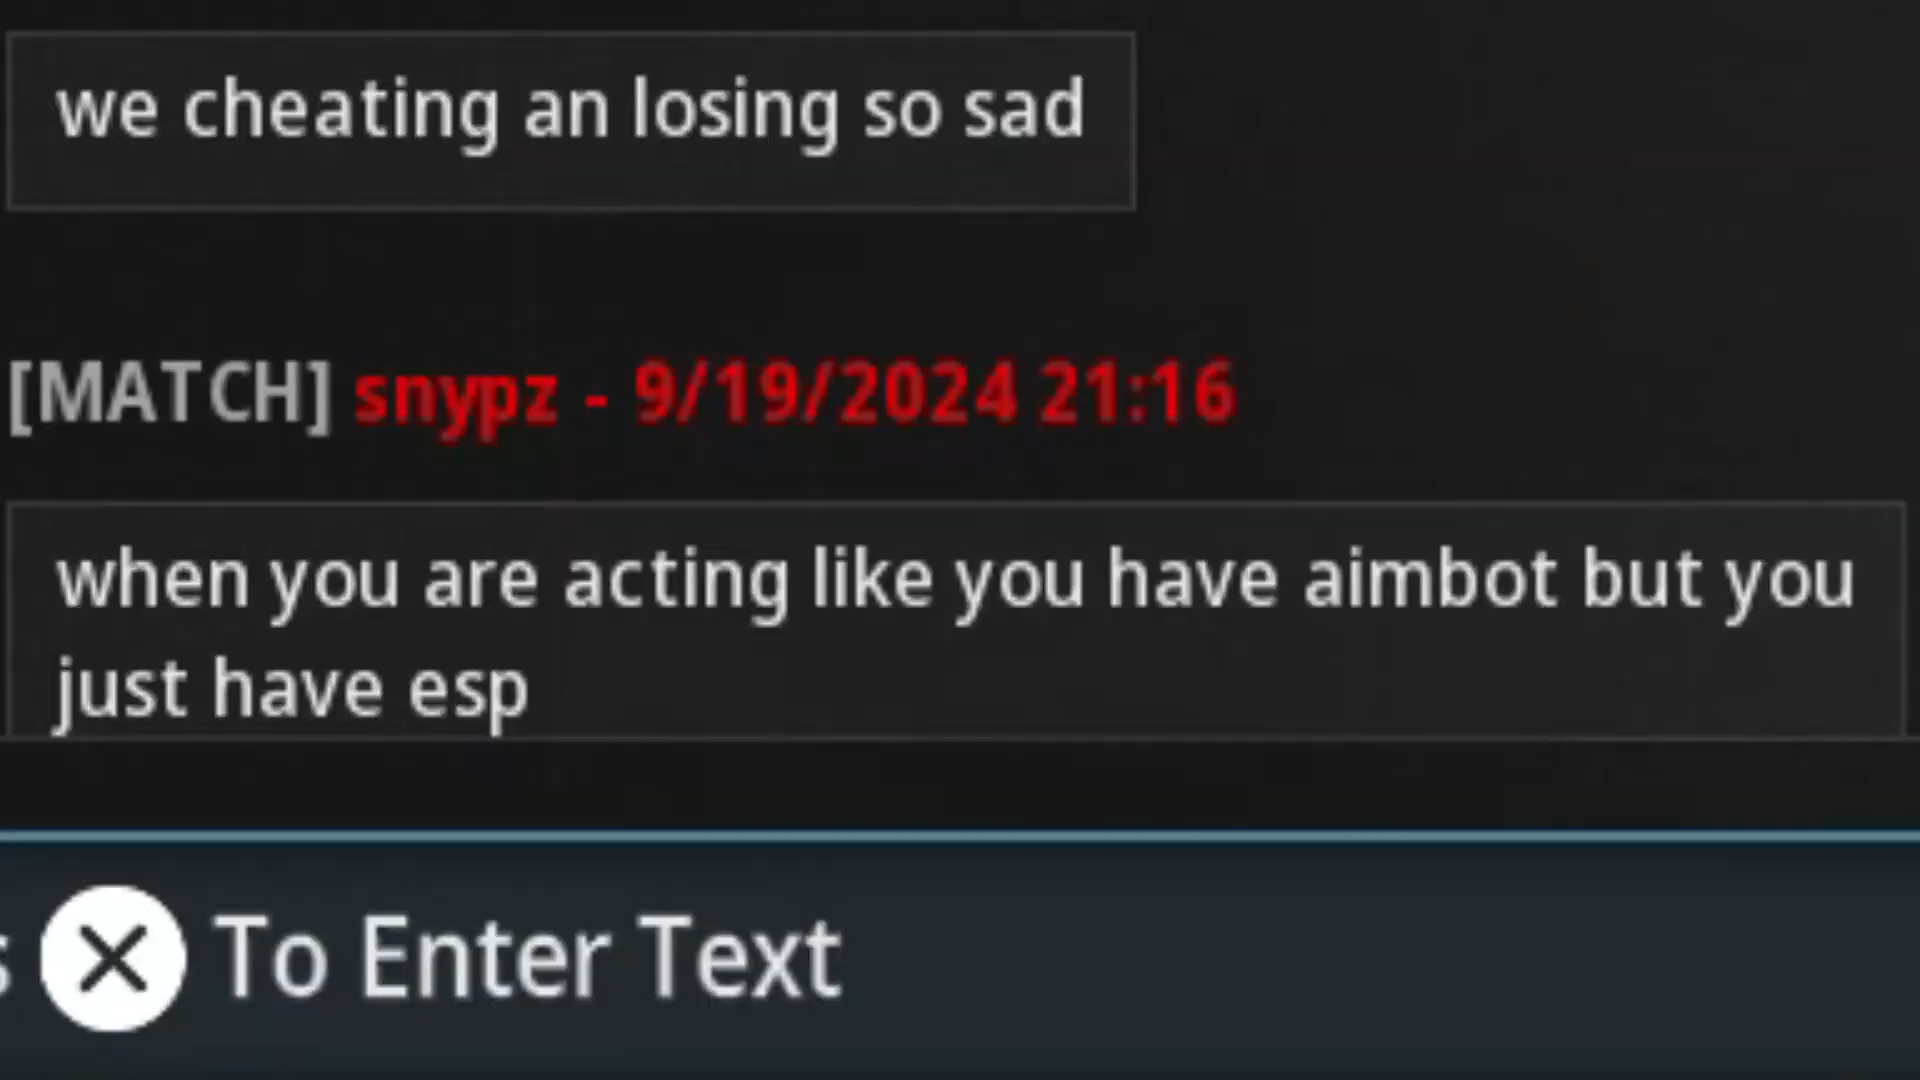 we cheating an losing so sad
[MATCH] snypz - 9/19/2024 21:16
when you are acting like you have aimbot but you
just have esp
To Enter Text